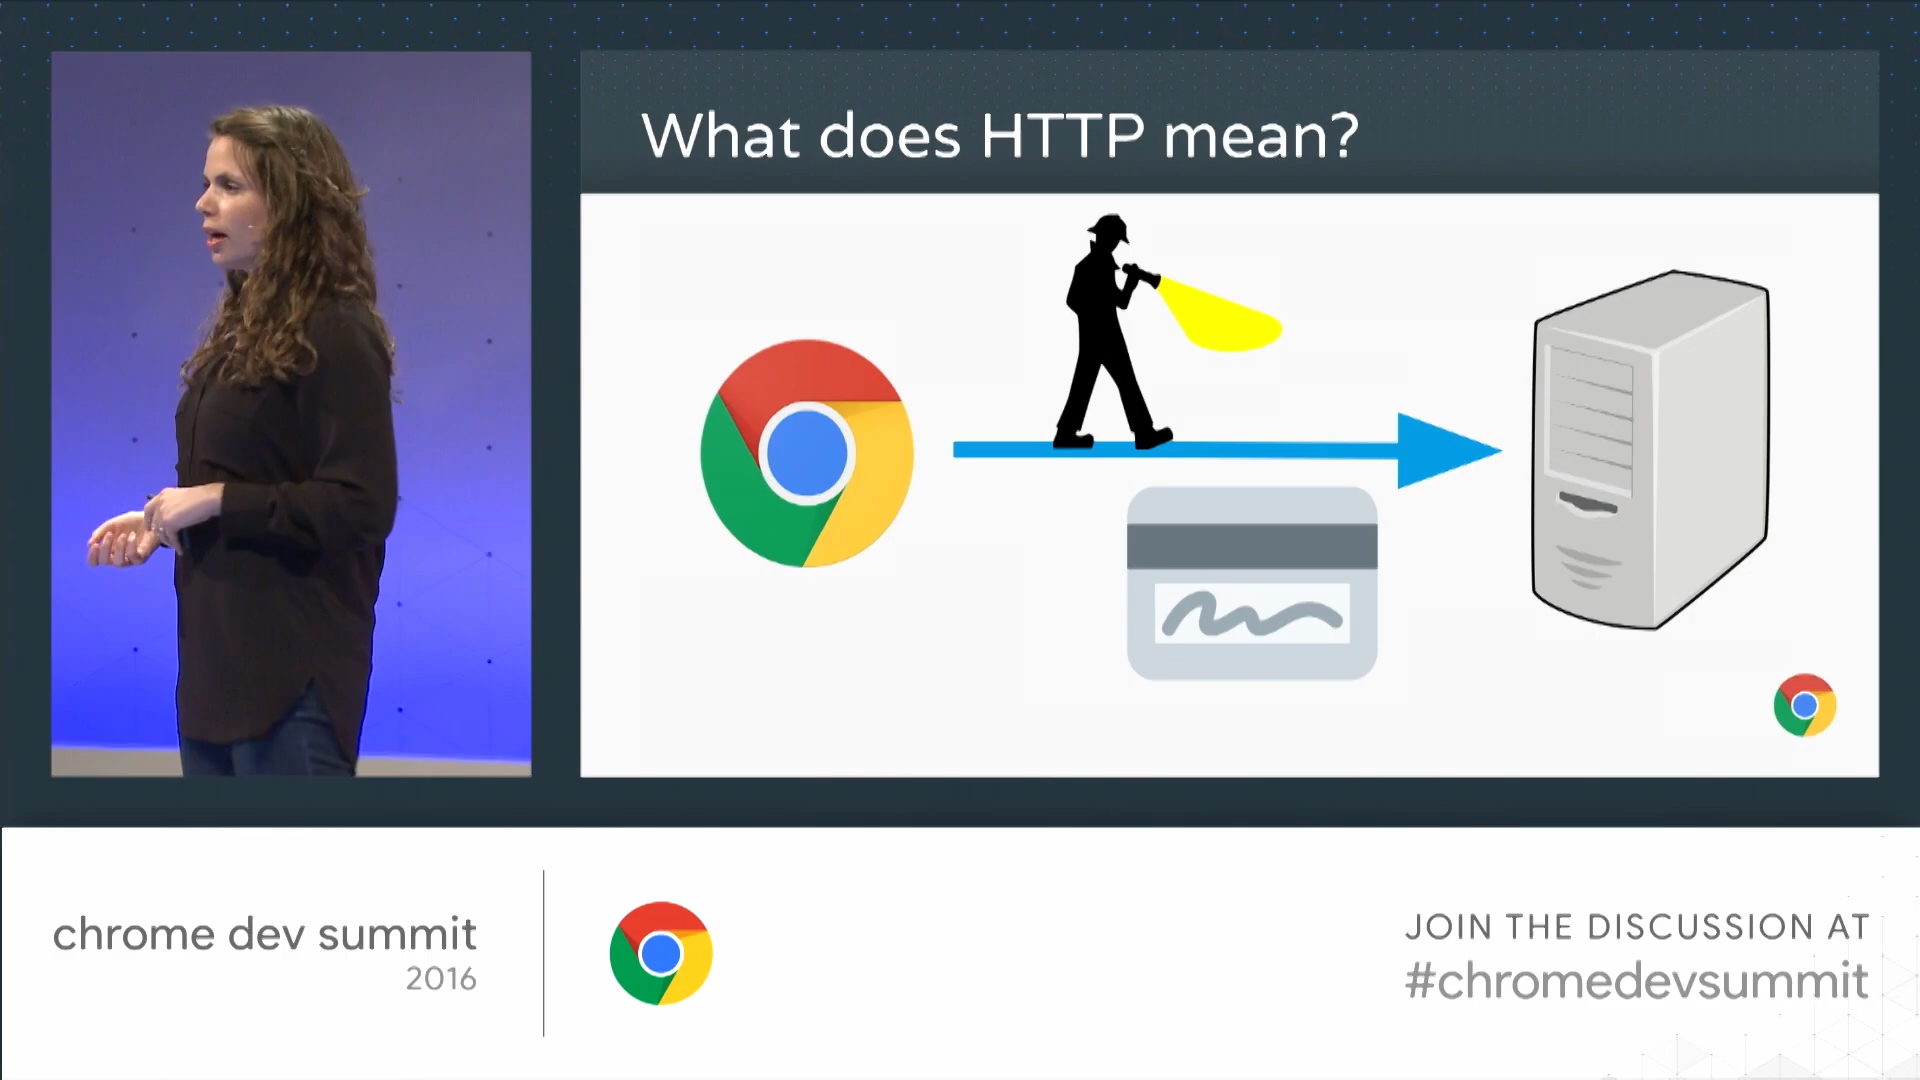 What does HTTP mean?
chrome dev summit
2016
JOIN THE DISCUSSION AT
#chromedevsummit